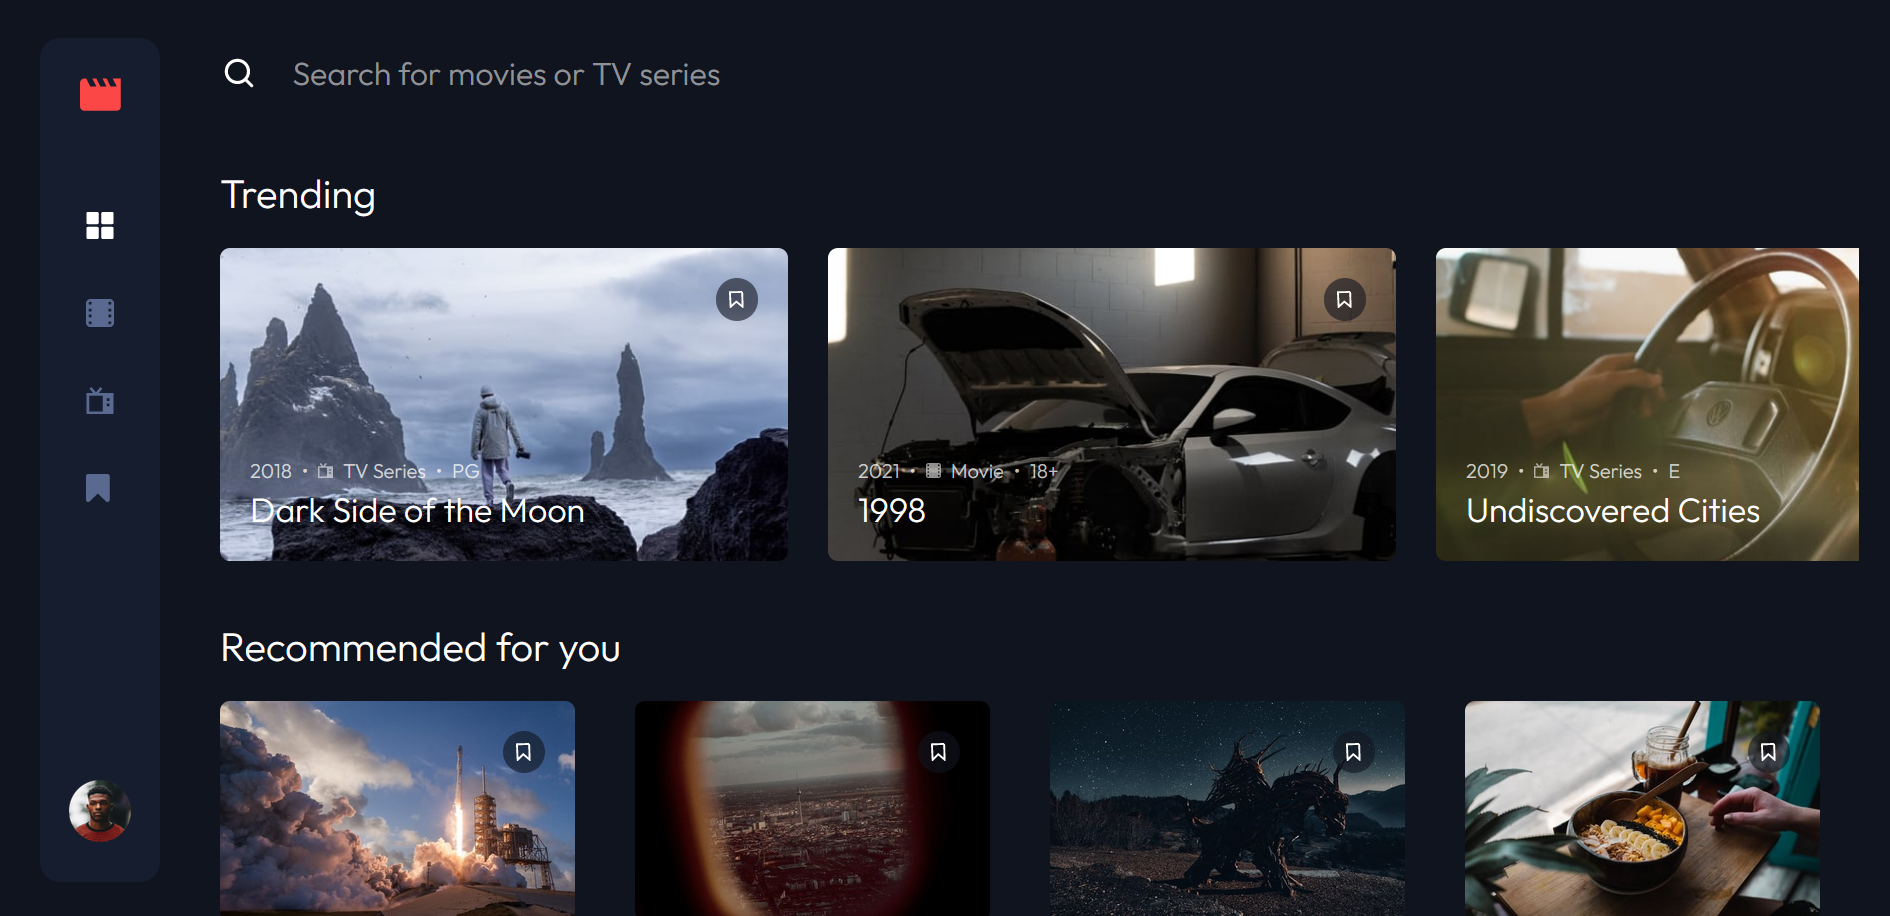 Search for movies or TV series
Trending
2018 • TV Series • PG
Dark Side of the Moon
2021 • Movie • 18+
1998
2019 • TV Series • E
Undiscovered Cities
Recommended for you